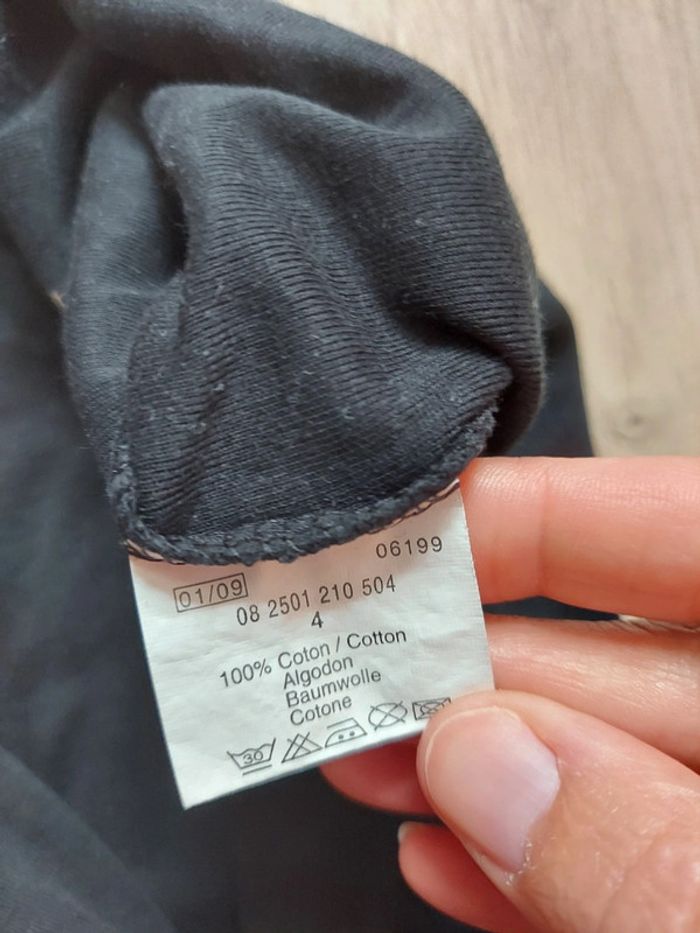 06199
01/09
08 2501 210 504
4
100% Coton / Cotton
Algodon
Baumwolle
Cotone
30